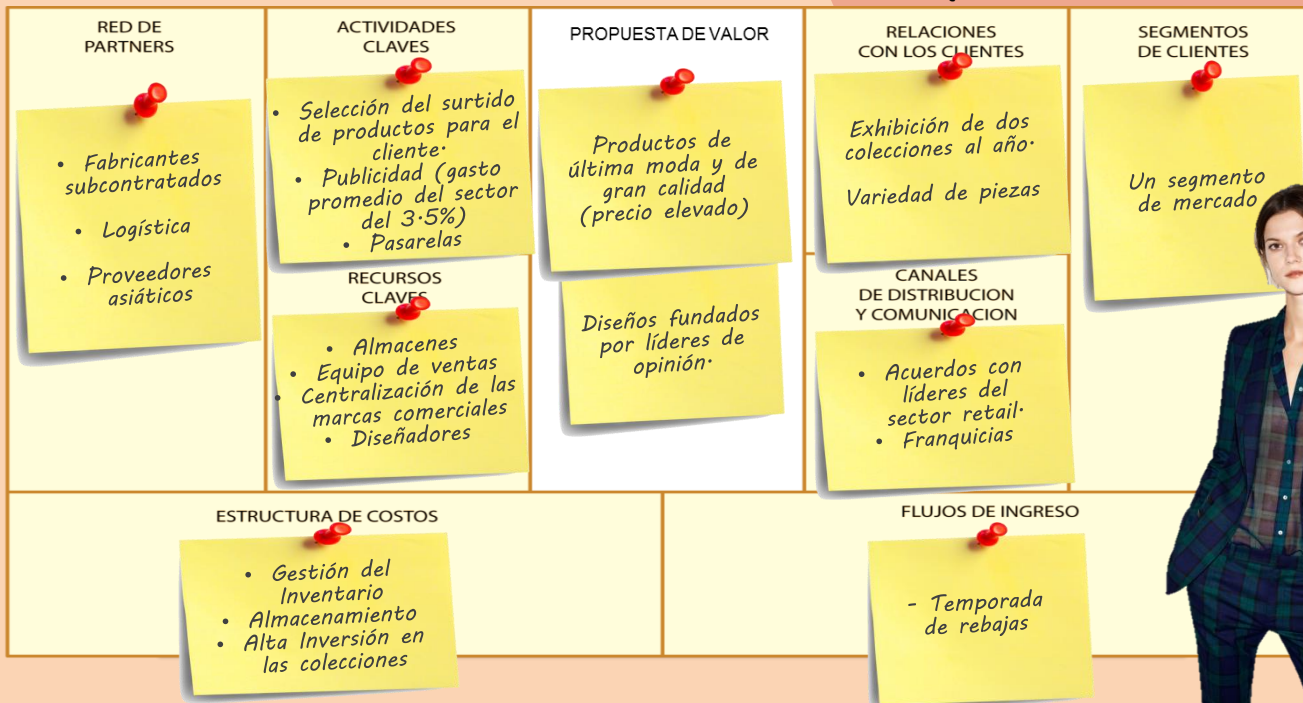 RED DE
PARTNERS
• Fabricantes
subcontratados
• Logística
• Proveedores
asiáticos
ACTIVIDADES
CLAVES
• Selección del surtido
de productos para el
cliente.
• Publicidad (gasto
promedio del sector
del 3.5%)
• Pasarelas
RECURSOS
CLAVES
• Almacenes
• Equipo de ventas
• Centralización de las
marcas comerciales
• Diseñadores
PROPUESTA DE VALOR
Productos de
última moda y de
gran calidad
(precio elevado)
Diseños fundados
por líderes de
opinión.
RELACIONES
CON LOS CLIENTES
Exhibición de dos
colecciones al año.
Variedad de piezas
CANALES
DE DISTRIBUCION
Y COMUNICACION
• Acuerdos con
líderes del
sector retail.
• Franquicias
SEGMENTOS
DE CLIENTES
Un segmento
de mercado
ESTRUCTURA DE COSTOS
• Gestión del
Inventario
• Almacenamiento
• Alta Inversión en
las colecciones
FLUJOS DE INGRESO
- Temporada
de rebajas